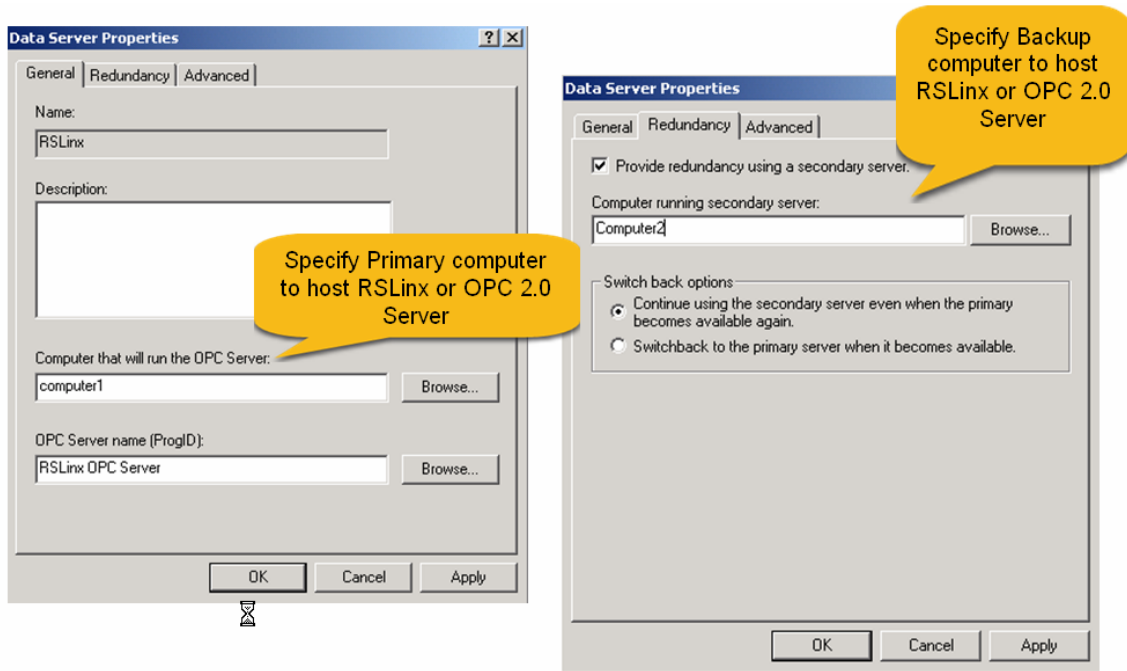 Data Server Properties
General Redundancy Advanced
Name:
RSLinx
Description:
Specify Primary computer
to host RSLinx or OPC 2.0
Server
Computer that will run the OPC Server:
computer1
Browse...
OPC Server name (ProgID):
RSLinx OPC Server
Browse...
OK Cancel Apply
Specify Backup
computer to host
RSLinx or OPC 2.0
Server
Data Server Properties
General Redundancy Advanced
Provide redundancy using a secondary server.
Computer running secondary server:
Computer2
Browse...
Switch back options
Continue using the secondary server even when the primary
becomes available again.
Switchback to the primary server when it becomes available.
OK Cancel Apply